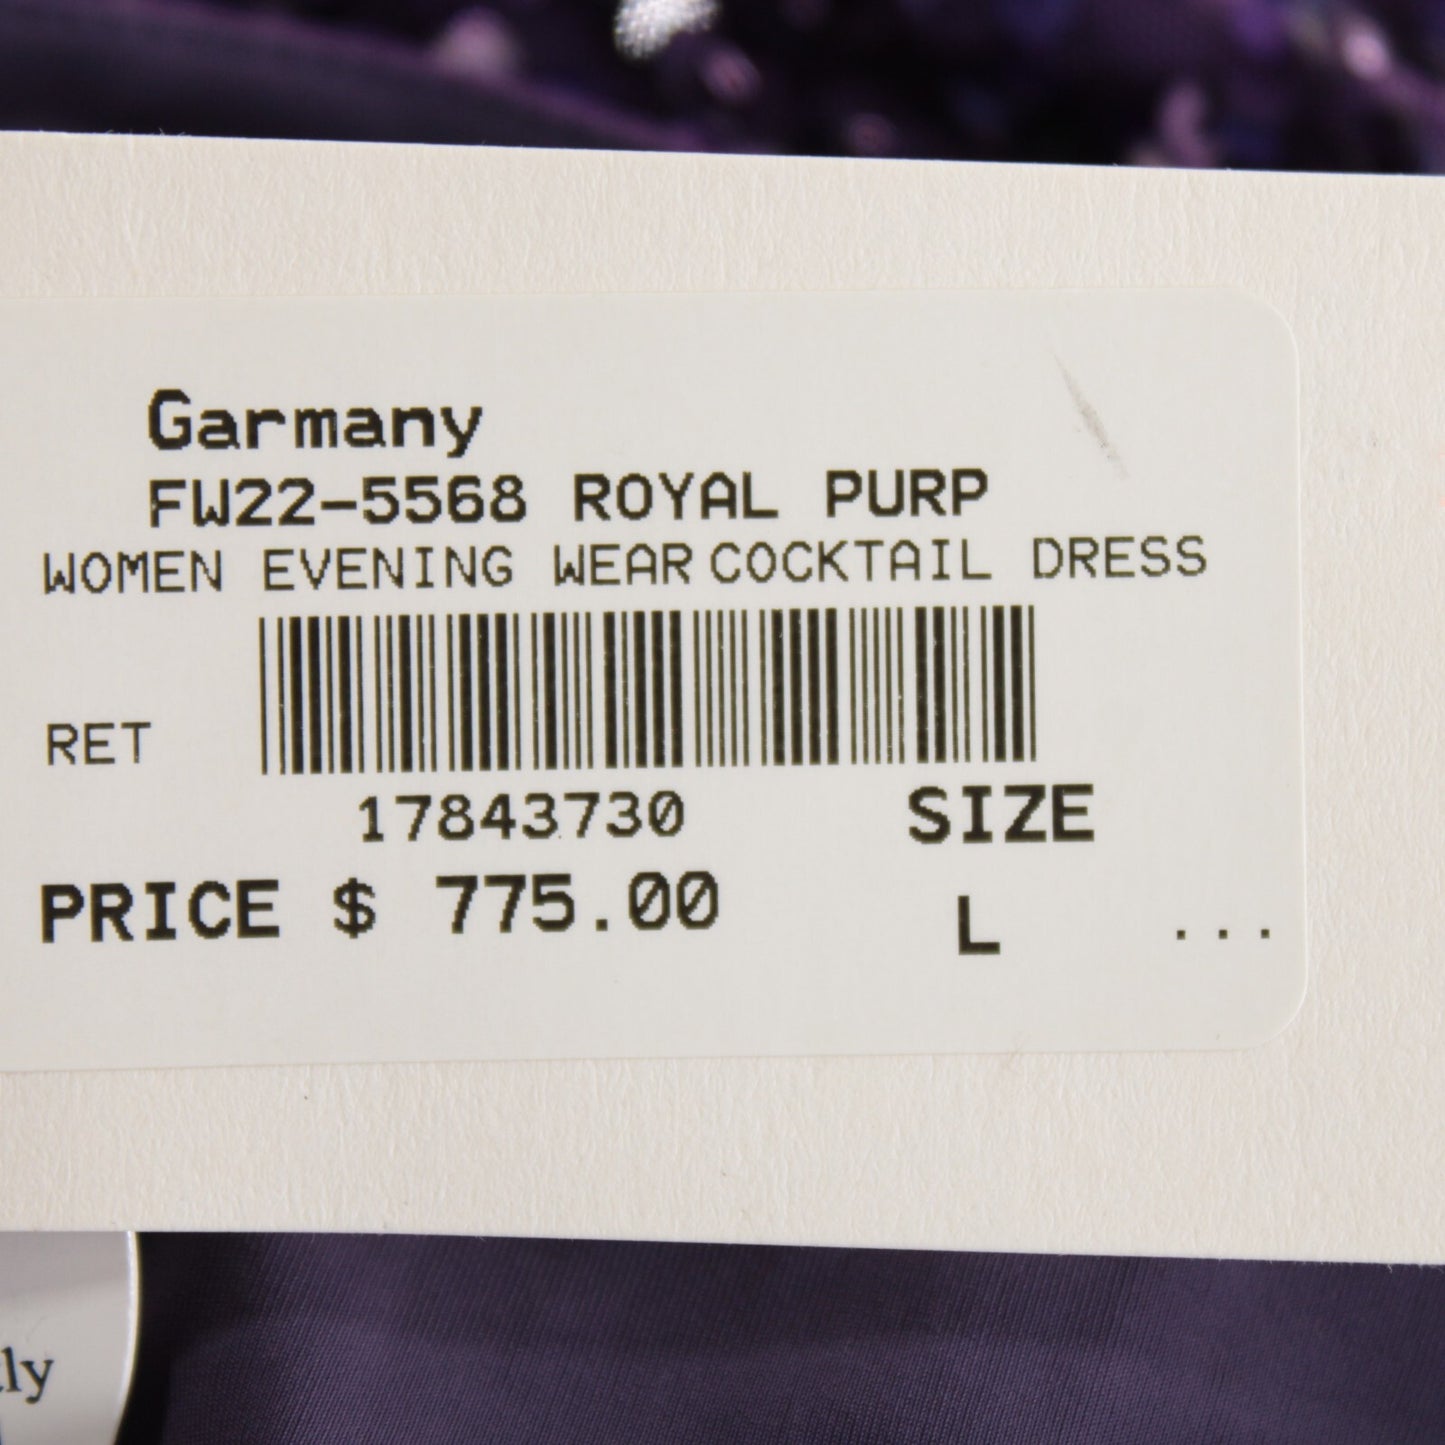 Garmany
FW22-5568 ROYAL PURP
WOMEN EVENING WEAR COCKTAIL DRESS
RET
17843730
SIZE
PRICE $ 775.00
L
...